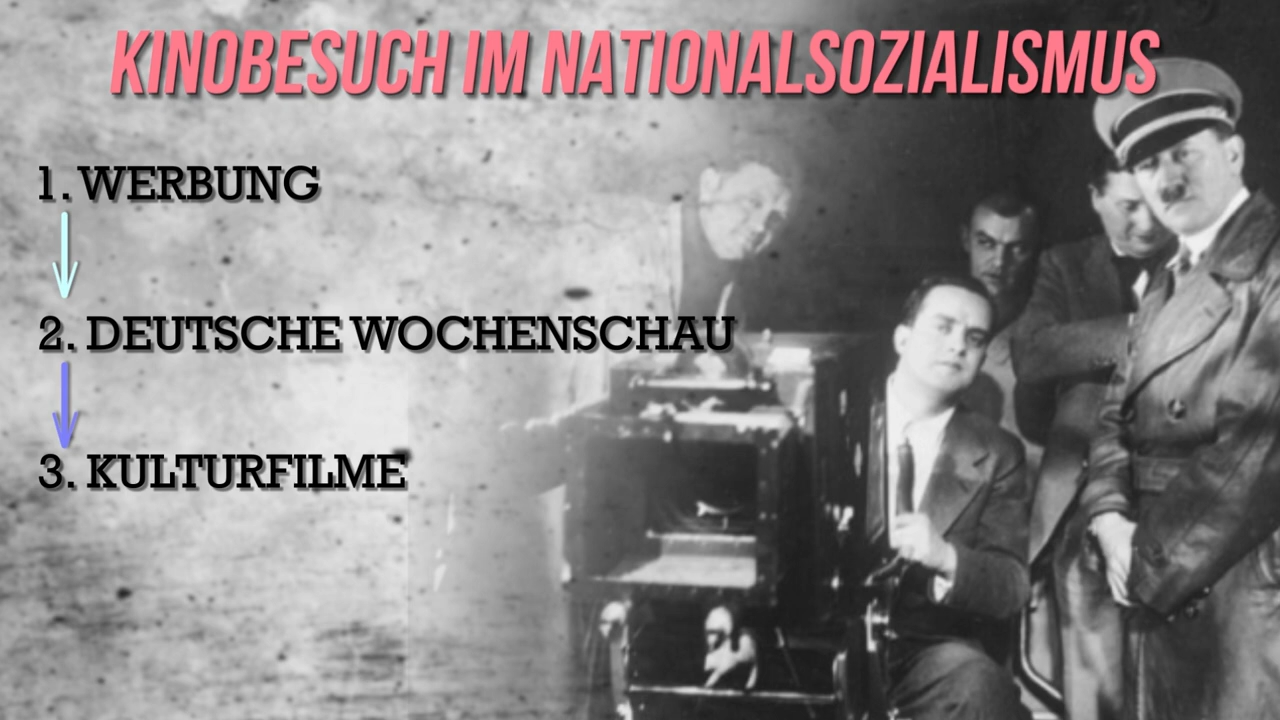 KINOBESUCH IM NATIONALSOZIALISMUS
1. WERBUNG
2. DEUTSCHE WOCHENSCHAU
3. KULTURFILME